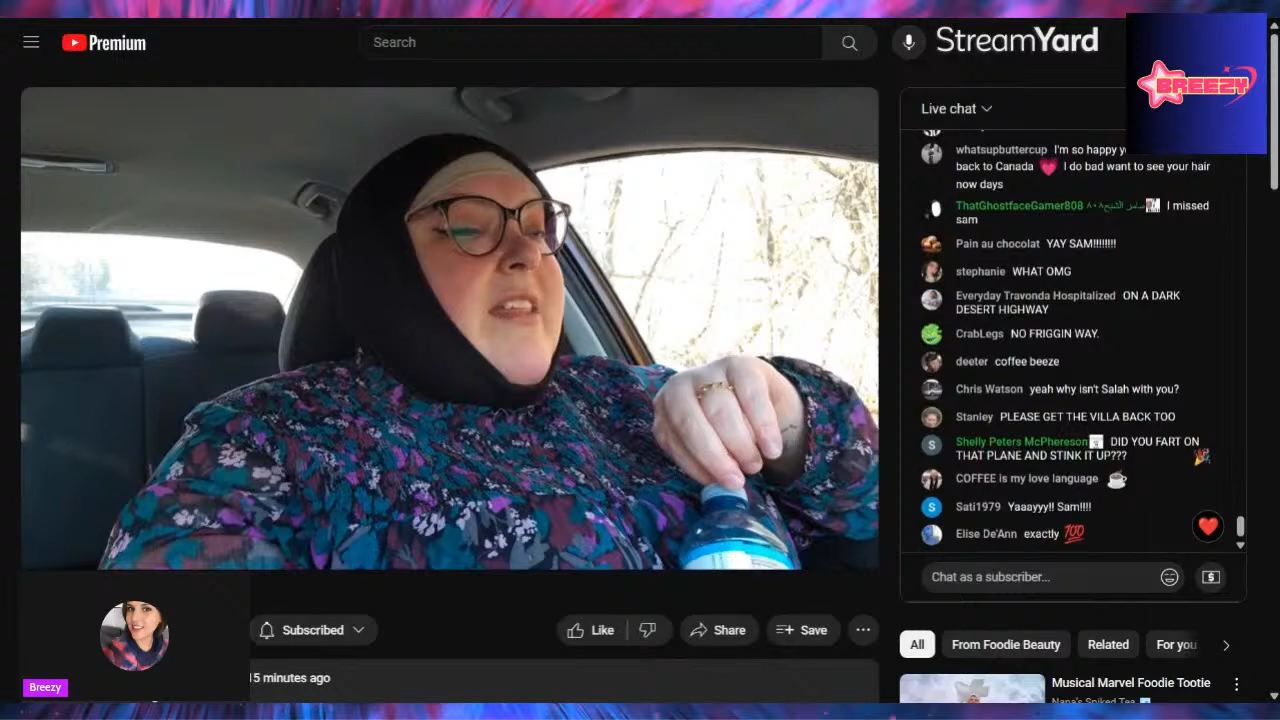 Premium
Search
StreamYard
BREEZY
Live chat
whatsupbuttercup I'm so happy
back to Canada I do bad want to see your hair
now days
ThatGhostfaceGamer808 I missed
sam
Pain au chocolat YAY SAM!!!!!!!!
stephanie WHAT OMG
Everyday Travonda Hospitalized ON A DARK
DESERT HIGHWAY
CrabLegs NO FRIGGIN WAY.
deeter coffee beeze
Chris Watson yeah why isn't Salah with you?
Stanley PLEASE GET THE VILLA BACK TOO
S Shelly Peters McPhereson DID YOU FART ON
THAT PLANE AND STINK IT UP???
COFFEE is my love language ☕
S Sati1979 Yaaayyy!! Sam!!!!
Elise De'Ann exactly 💯
Chat as a subscriber...
Subscribed
Like
Share
Save
All
From Foodie Beauty
Related
For you
Breezy
15 minutes ago
Musical Marvel Foodie Tootie
Nana's Spiked Tea